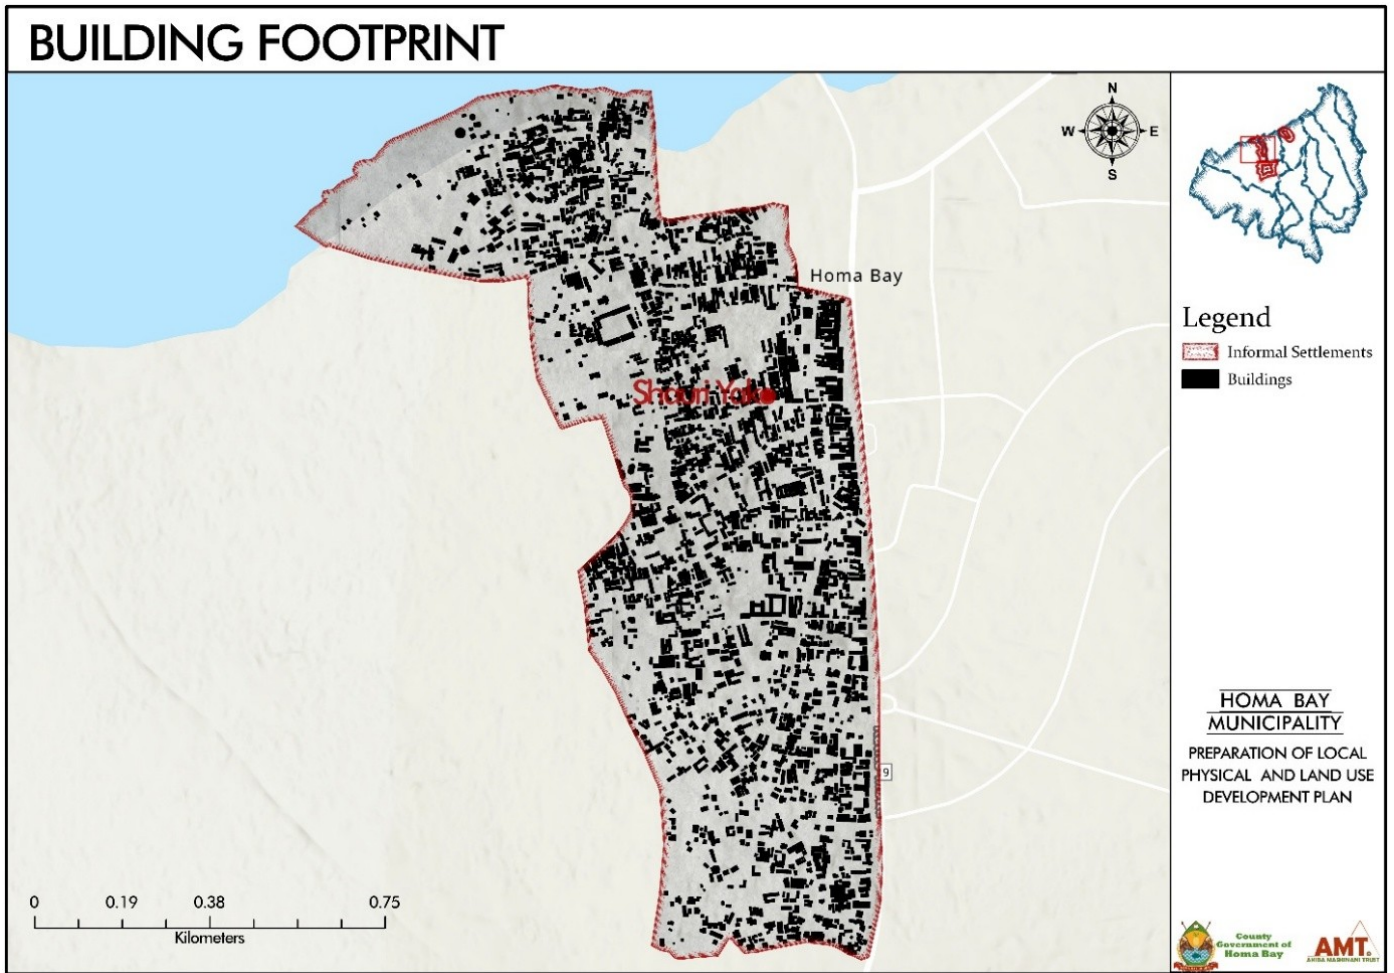 BUILDING FOOTPRINT
N
W E
S
Homa Bay
Shauri Yako
9
0 0.19 0.38 0.75
Kilometers
Legend
Informal Settlements
Buildings
HOMA BAY
MUNICIPALITY
PREPARATION OF LOCAL
PHYSICAL AND LAND USE
DEVELOPMENT PLAN
County
Government of
Homa Bay
AMT